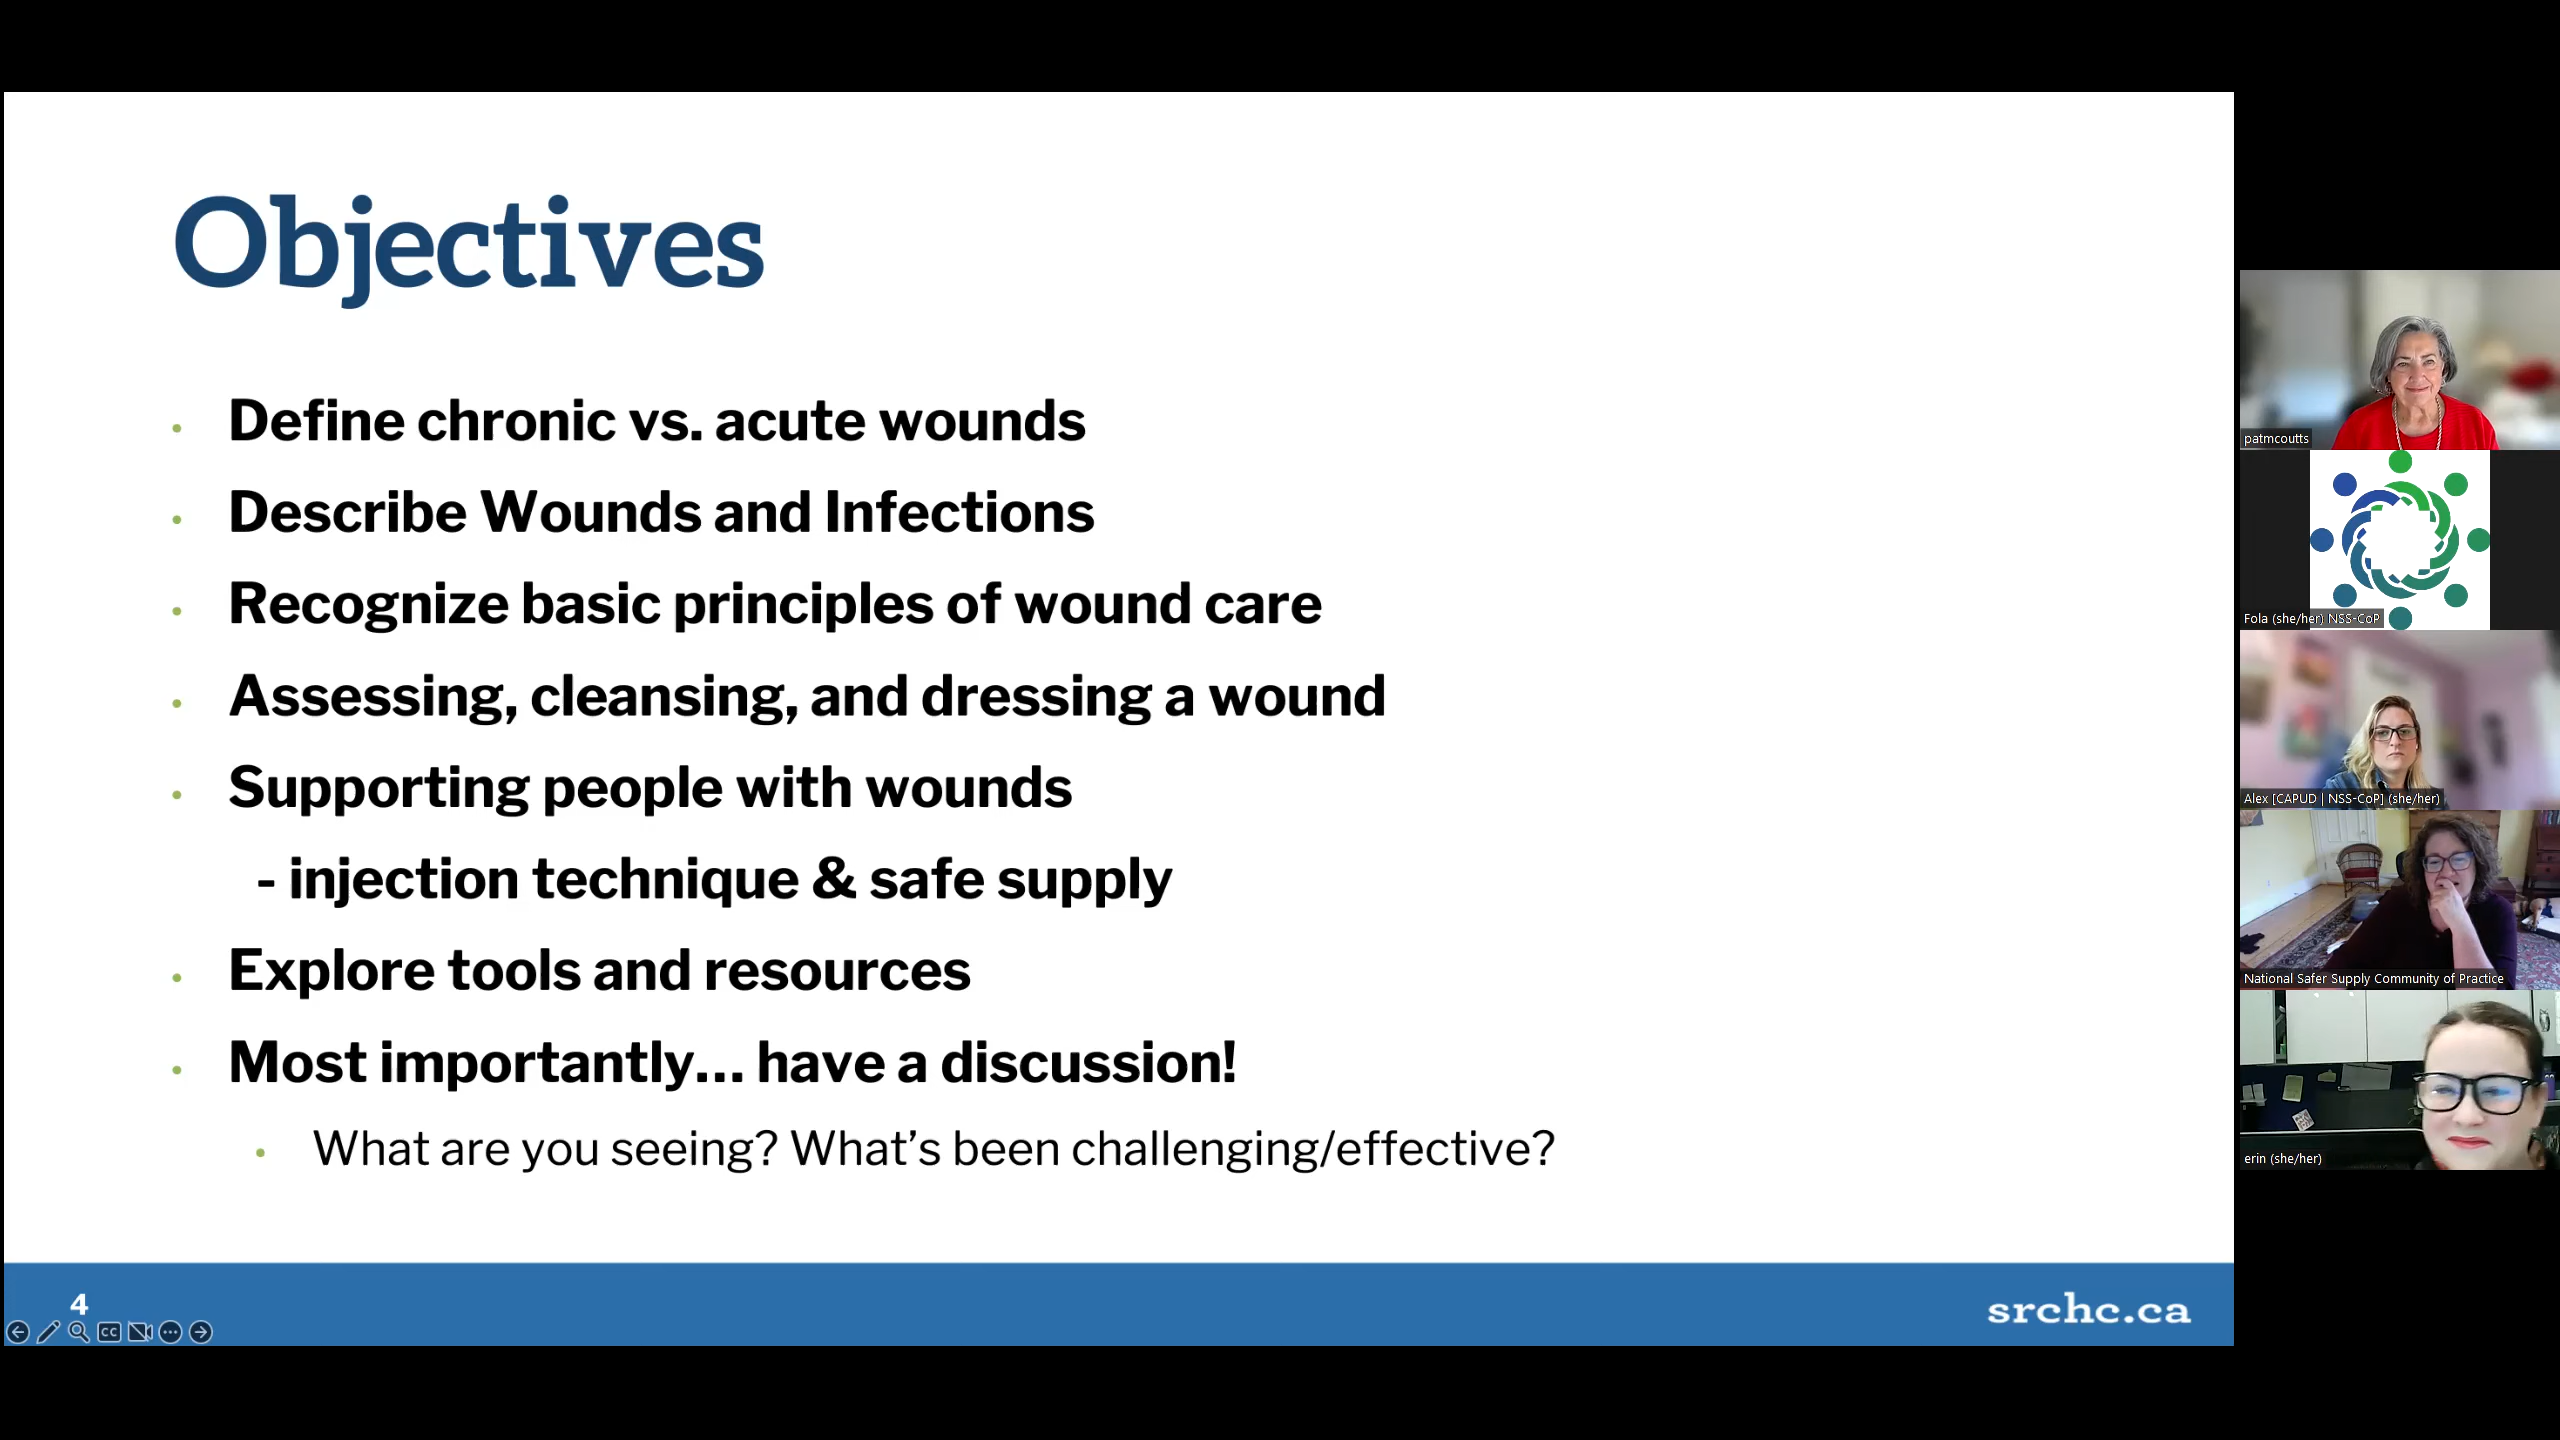 Objectives
• Define chronic vs. acute wounds
• Describe Wounds and Infections
• Recognize basic principles of wound care
• Assessing, cleansing, and dressing a wound
• Supporting people with wounds
- injection technique & safe supply
• Explore tools and resources
• Most importantly... have a discussion!
• What are you seeing? What’s been challenging/effective?
4
CC
srchc.ca
patmcoutts
Fola (she/her) NSS-CoP
Alex [CAPUD | NSS-CoP] (she/her)
National Safer Supply Community of Practice
erin (she/her)